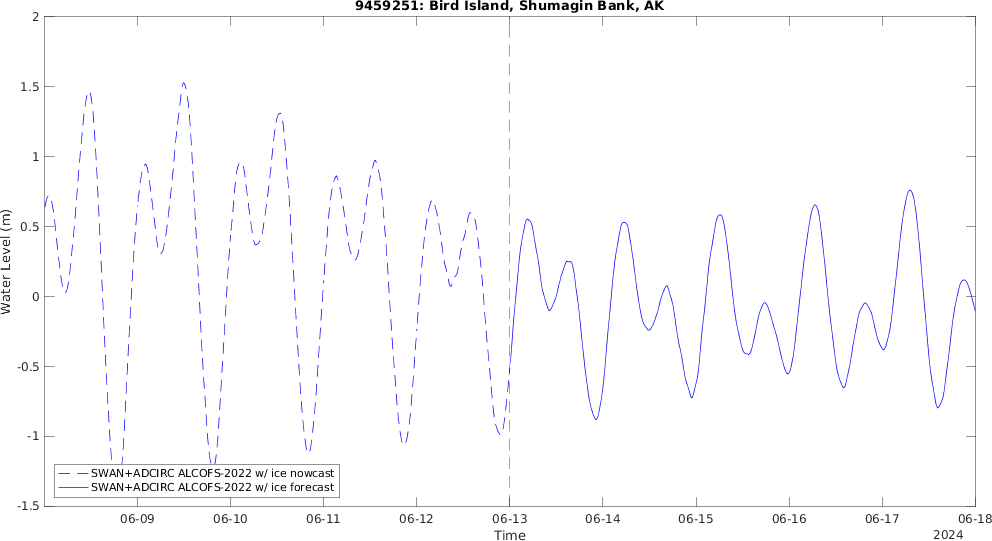 9459251: Bird Island, Shumagin Bank, AK
2
1.5
1
0.5
0
-0.5
-1
-1.5
Water Level (m)
SWAN+ADCIRC ALCOFS-2022 w/ ice nowcast
SWAN+ADCIRC ALCOFS-2022 w/ ice forecast
06-09 06-10 06-11 06-12 06-13 06-14 06-15 06-16 06-17 06-18
Time
2024